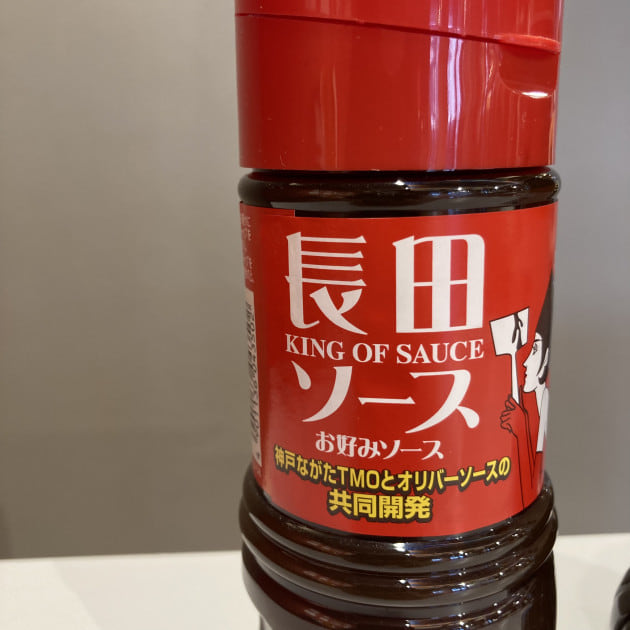 長田
KING OF SAUCE
ソース
お好みソース
神戸ながたTMOとオリバーソースの
共同開発